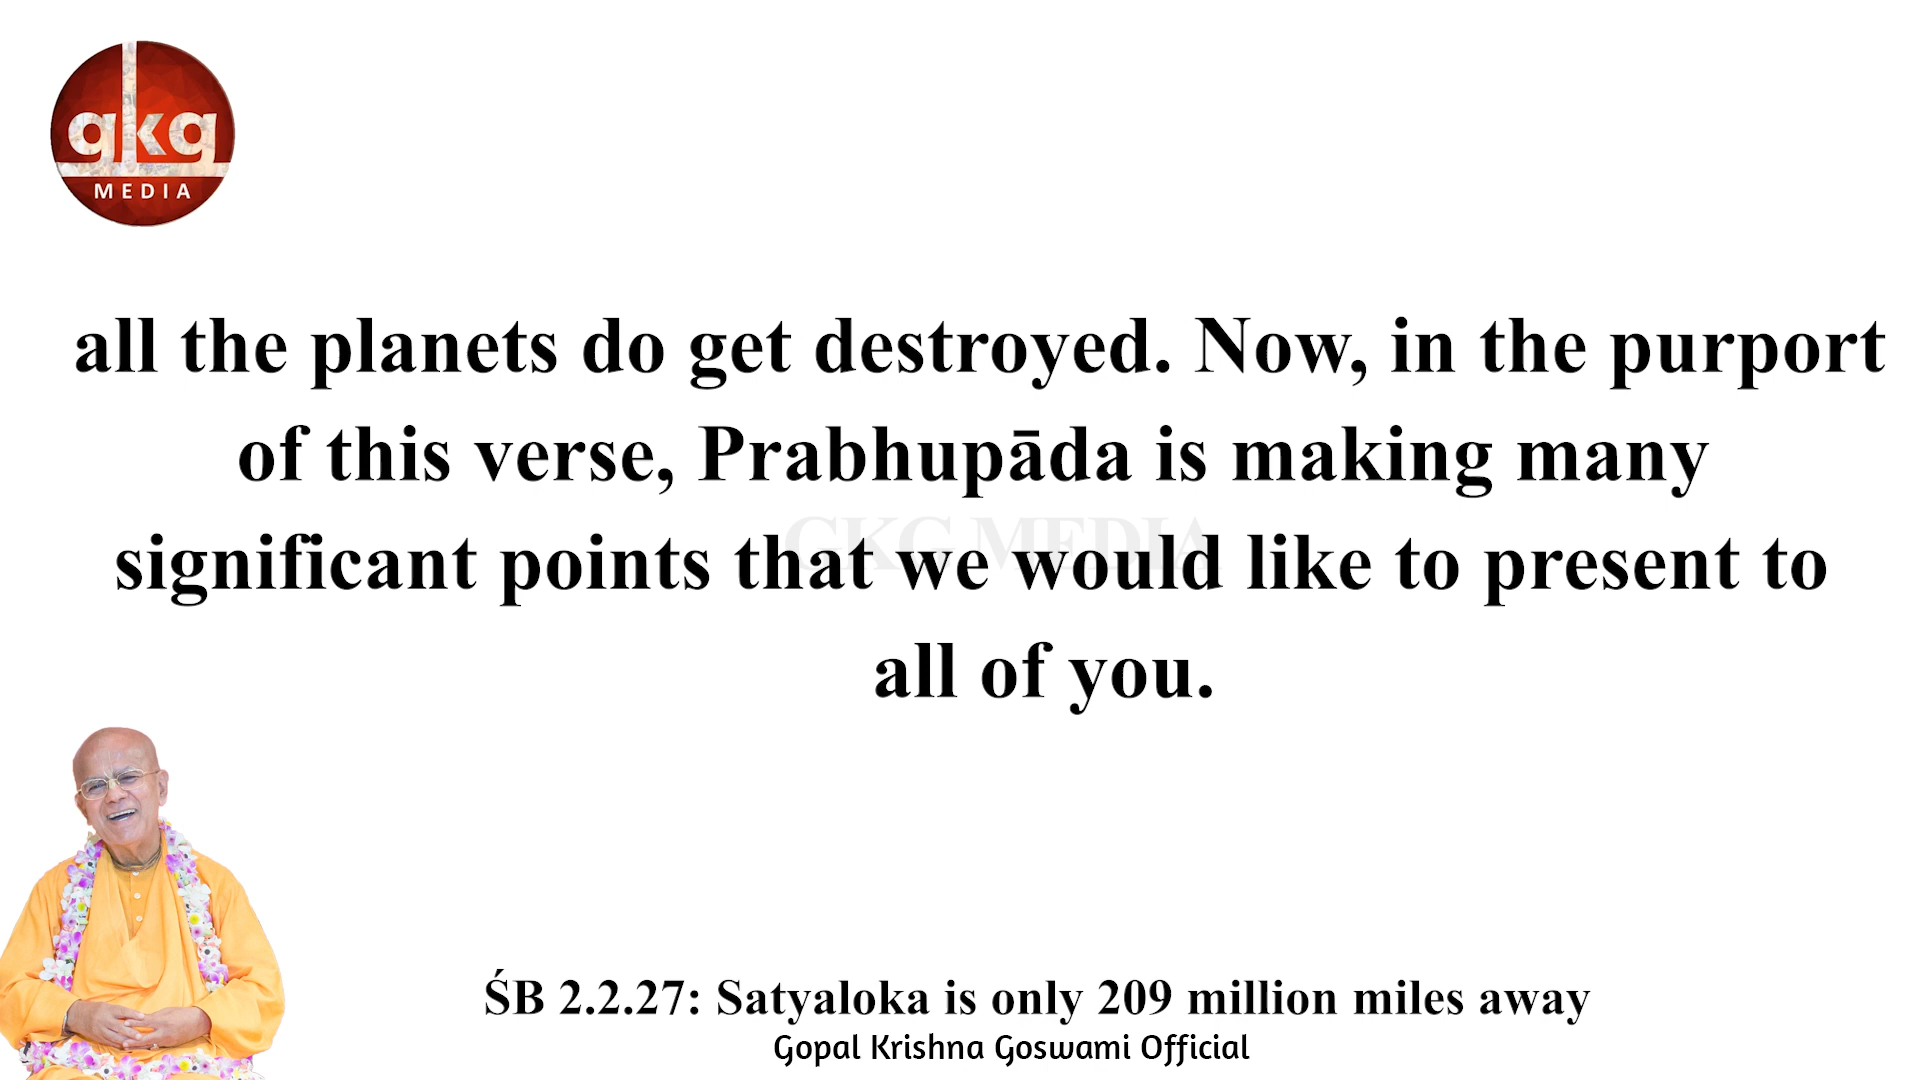 gkg
MEDIA
all the planets do get destroyed. Now, in the purport
of this verse, Prabhupāda is making many
GKG MEDIA
significant points that we would like to present to
all of you.
ŚB 2.2.27: Satyaloka is only 209 million miles away
Gopal Krishna Goswami Official